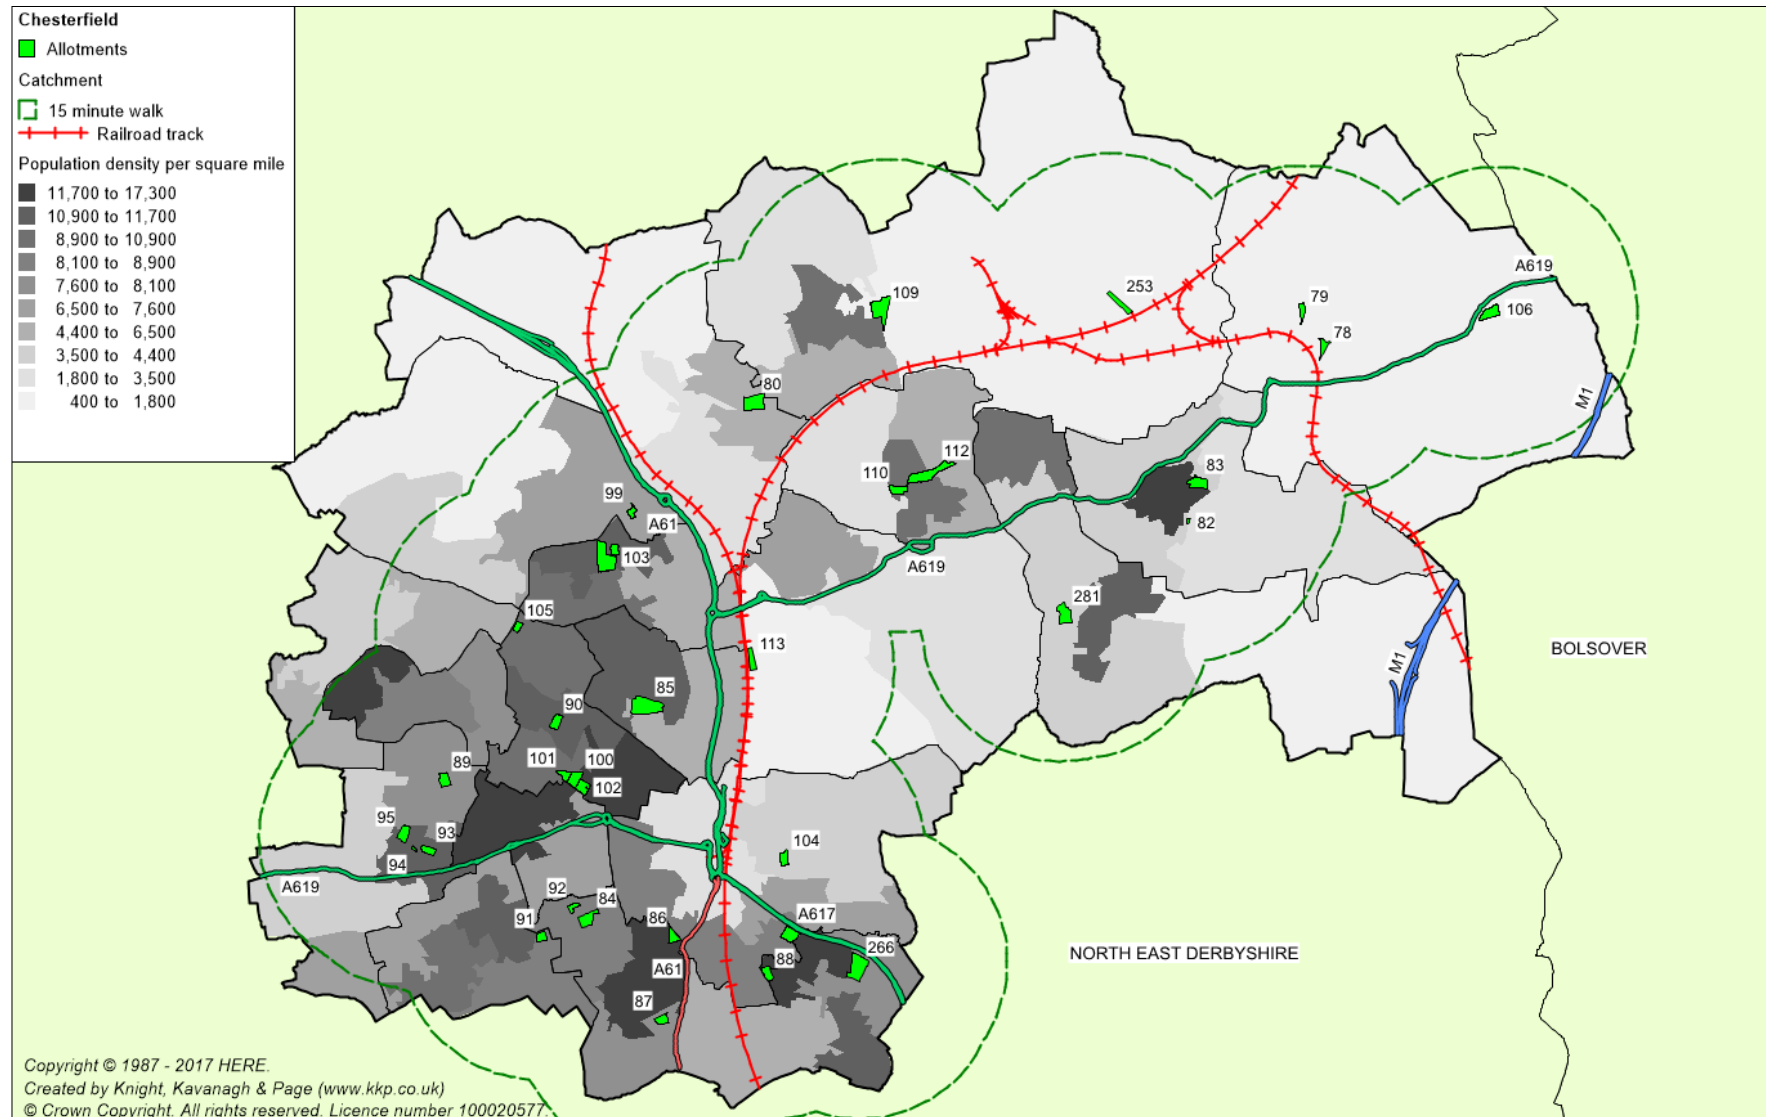 Chesterfield
Allotments
Catchment
15 minute walk
Railroad track
Population density per square mile
11,700 to 17,300
10,900 to 11,700
8,900 to 10,900
8,100 to 8,900
7,600 to 8,100
6,500 to 7,600
4,400 to 6,500
3,500 to 4,400
1,800 to 3,500
400 to 1,800
A619
253
109
79
106
78
80
M1
112
110
83
99
A61
82
103
A619
281
105
113
BOLSOVER
M1
85
90
101 100
89
102
95
93
104
94
A619
92
84
A617
86
91
266
NORTH EAST DERBYSHIRE
88
A61
87
Copyright © 1987 - 2017 HERE.
Created by Knight, Kavanagh & Page (www.kkp.co.uk)
© Crown Copyright. All rights reserved. Licence number 100020577.